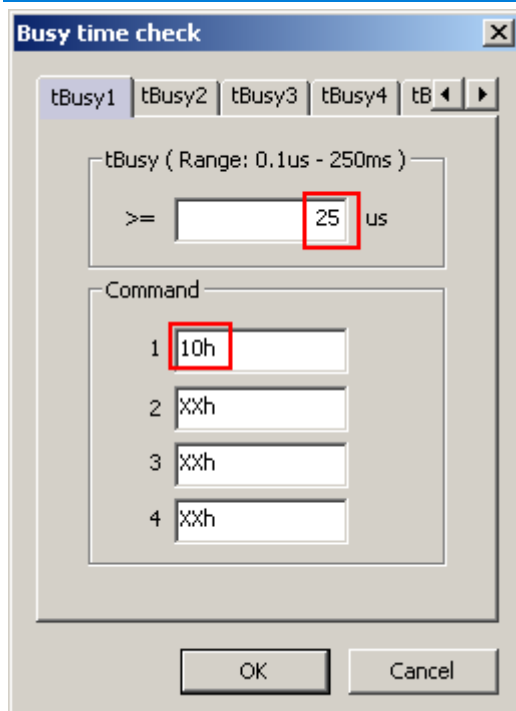 Busy time check
tBusy1 tBusy2 tBusy3 tBusy4 tB
tBusy ( Range: 0.1us - 250ms )
>= 25 us
Command
1 10h
2 XXh
3 XXh
4 XXh
OK Cancel